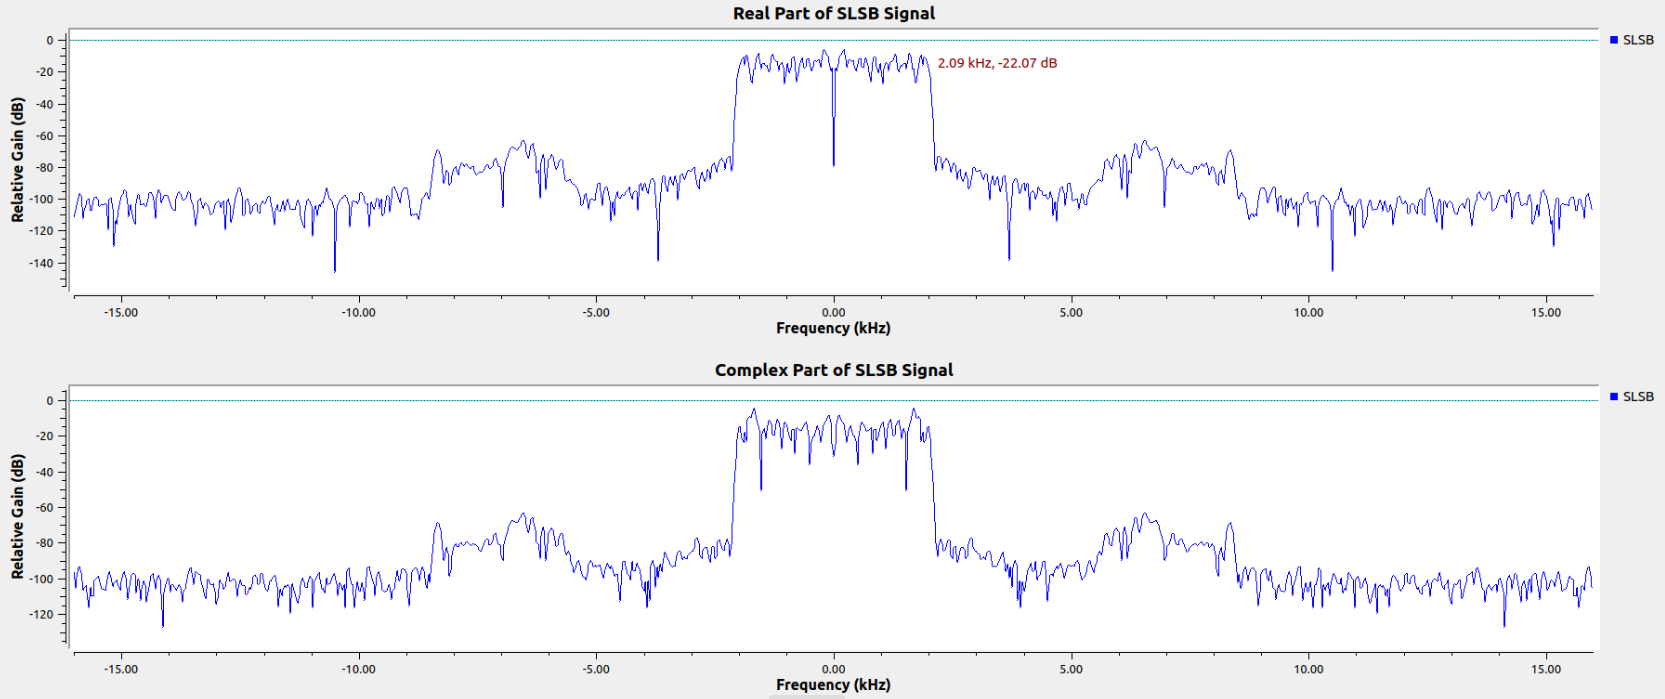 Real Part of SLSB Signal
SLSB
2.09 kHz, -22.07 dB
Relative Gain (dB)
0
-20
-40
-60
-80
-100
-120
-140
-15.00 -10.00 -5.00 0.00 5.00 10.00 15.00
Frequency (kHz)
Complex Part of SLSB Signal
SLSB
Relative Gain (dB)
0
-20
-40
-60
-80
-100
-120
-15.00 -10.00 -5.00 0.00 5.00 10.00 15.00
Frequency (kHz)